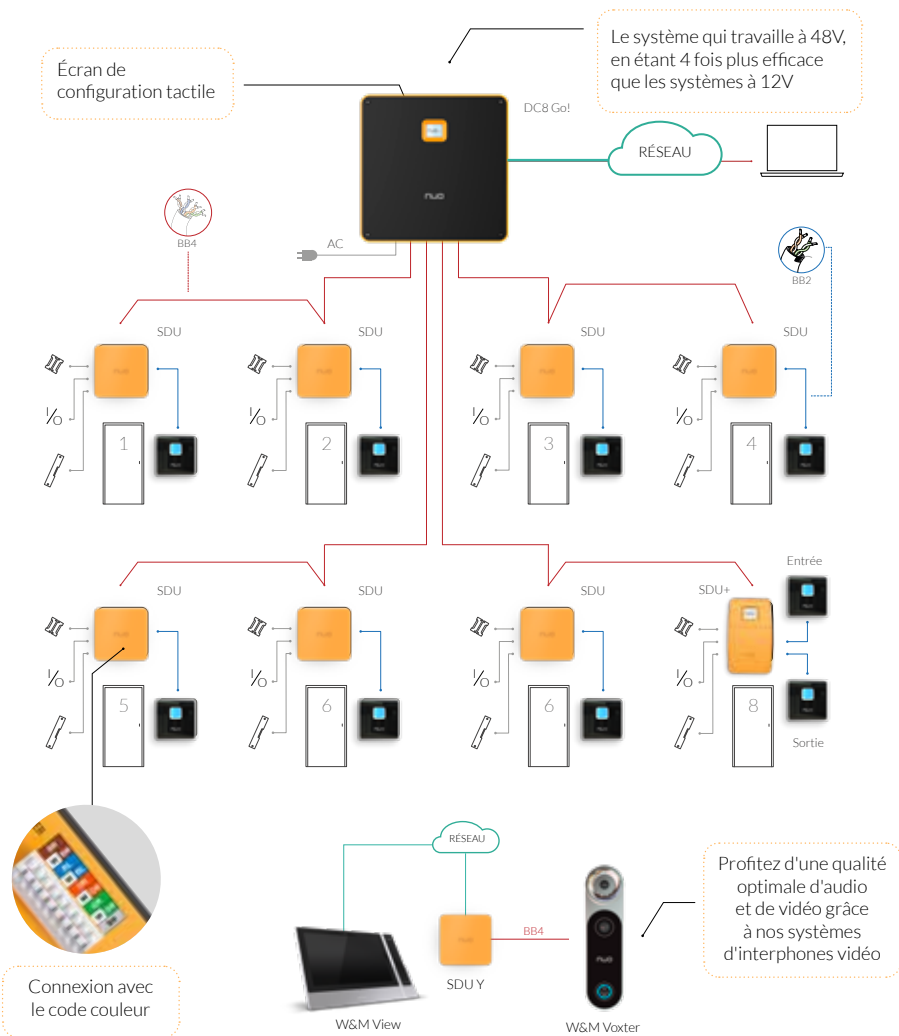 Le système qui travaille à 48V,
en étant 4 fois plus efficace
que les systèmes à 12V
Écran de
configuration tactile
DC8 Go!
RÉSEAU
nuo
BB4
AC
BB2
SDU
SDU
SDU
SDU
I/O
I/O
I/O
I/O
1
2
3
4
SDU
SDU
SDU
SDU+
Entrée
I/O
I/O
I/O
I/O
5
6
6
8
Sortie
RÉSEAU
BB4
SDU Y
nuo
W&M View
W&M Voxter
Profitez d'une qualité
optimale d'audio
et de vidéo grâce
à nos systèmes
d'interphones vidéo
Connexion avec
le code couleur